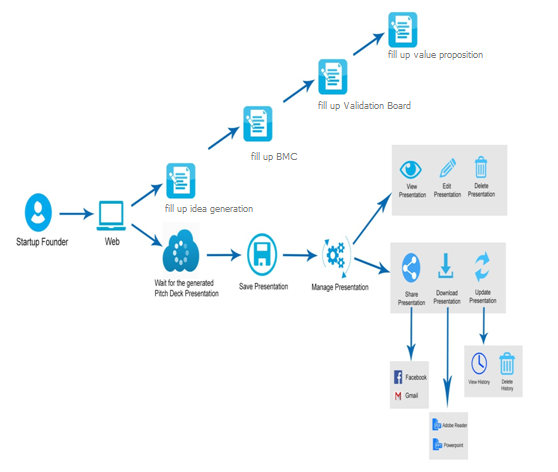 fill up value proposition
fill up Validation Board
fill up BMC
fill up idea generation
View
Presentation
Edit
Presentation
Delete
Presentation
Startup Founder
Web
Wait for the generated
Pitch Deck Presentation
Save Presentation
Manage Presentation
Share
Presentation
Download
Presentation
Update
Presentation
Facebook
Gmail
View History
Delete
History
Adobe Reader
Powerpoint